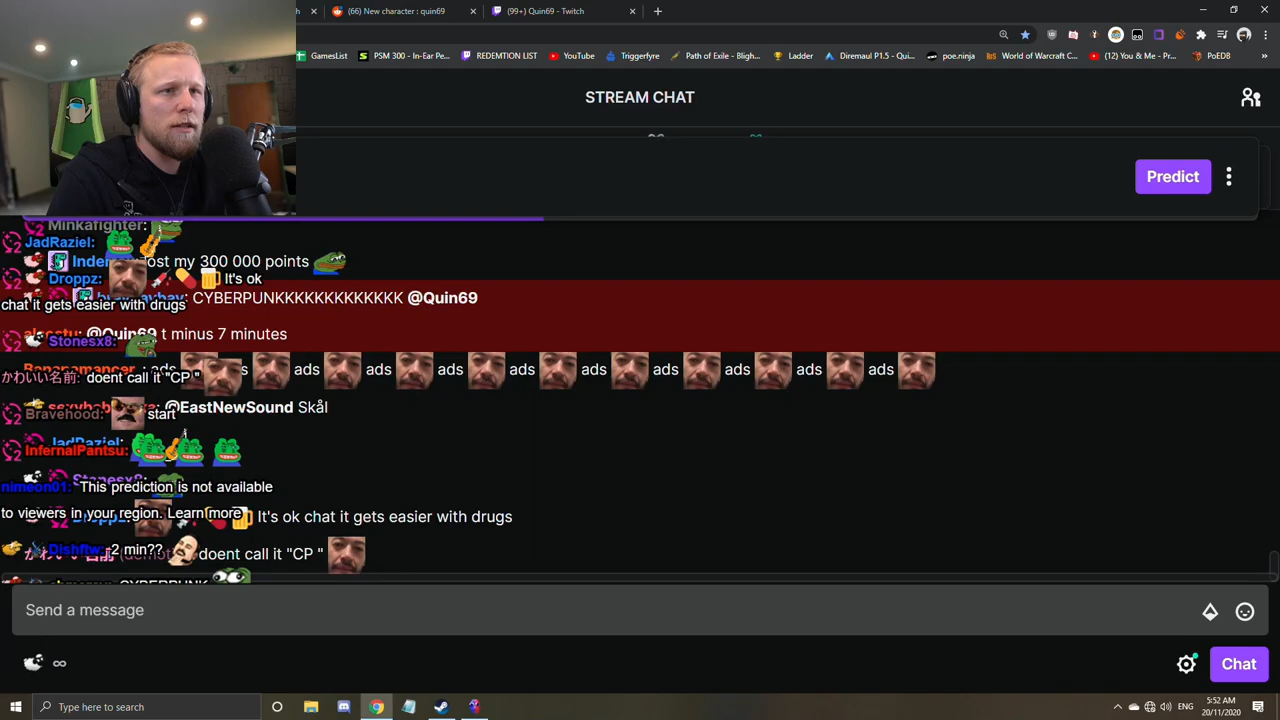 (66) New character : quin69
(99+) Quin69 - Twitch
GamesList
PSM 300 - In-Ear Pe...
REDEMTION LIST
YouTube
Triggerfyre
Path of Exile - Bligh...
Ladder
Diremaul P1.5 - Qui...
poe.ninja
World of Warcraft C...
(12) You & Me - Pr...
PoEDB
STREAM CHAT
Predict
Minkafighter:
JadRaziel:
ost my 300 000 points
Droppz: It's ok
chat it gets easier with drugs
CYBERPUNKKKKKKKKKKKK @Quin69
@Quin69 t minus 7 minutes
Stonesx8:
ads ads ads ads ads ads ads ads ads
かわいい名前: doent call it "CP "
@EastNewSound Skål
Bravehood: start
JadRaziel:
InfernalPantsu:
Stonesx8:
nimeon01: This prediction is not available
to viewers in your region. Learn more
Droppz: It's ok chat it gets easier with drugs
Dishftw: -2 min??
doent call it "CP "
CYBERPUNK
Send a message
∞
Chat
Type here to search
ENG
5:52 AM
20/11/2020